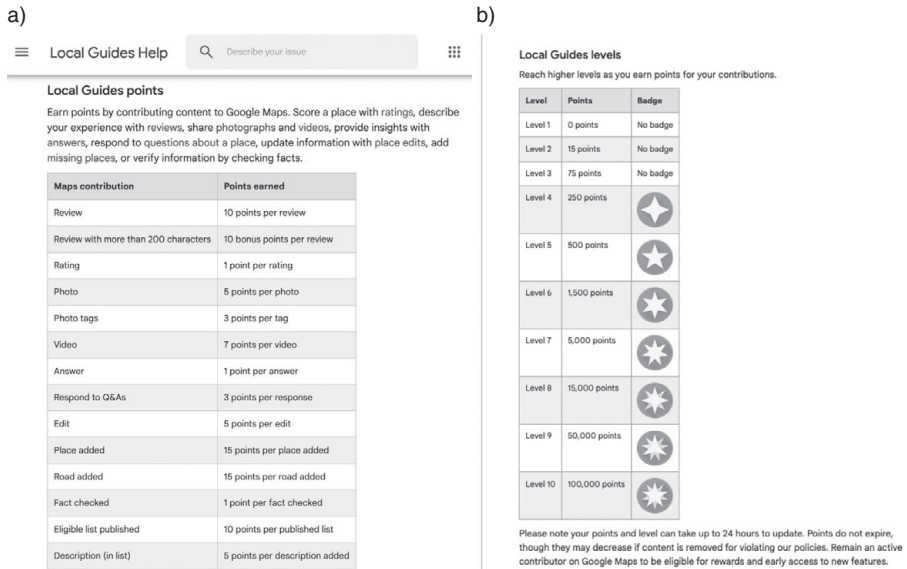 a)
Local Guides Help
Describe your issue
Local Guides points
Earn points by contributing content to Google Maps. Score a place with ratings, describe
your experience with reviews, share photographs and videos, provide insights with
answers, respond to questions about a place, update information with place edits, add
missing places, or verify information by checking facts.
Maps contribution Points earned
Review 10 points per review
Review with more than 200 characters 10 bonus points per review
Rating 1 point per rating
Photo 5 points per photo
Photo tags 3 points per tag
Video 7 points per video
Answer 1 point per answer
Respond to Q&As 3 points per response
Edit 5 points per edit
Place added 15 points per place added
Road added 15 points per road added
Fact checked 1 point per fact checked
Eligible list published 10 points per published list
Description (in list) 5 points per description added
b)
Local Guides levels
Reach higher levels as you earn points for your contributions.
Level Points Badge
Level 1 0 points No badge
Level 2 15 points No badge
Level 3 75 points No badge
Level 4 250 points
Level 5 500 points
Level 6 1,500 points
Level 7 5,000 points
Level 8 15,000 points
Level 9 50,000 points
Level 10 100,000 points
Please note your points and level can take up to 24 hours to update. Points do not expire,
though they may decrease if content is removed for violating our policies. Remain an active
contributor on Google Maps to be eligible for rewards and early access to new features.